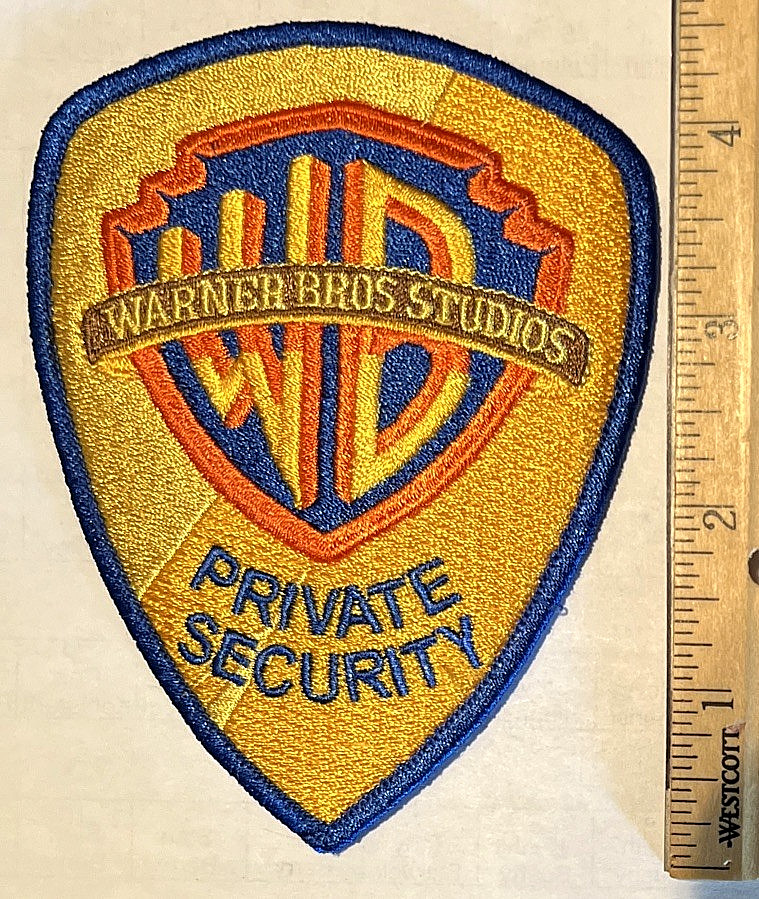 WB
WARNER BROS STUDIOS
PRIVATE
SECURITY
4
3
2
1
WESTCOTT